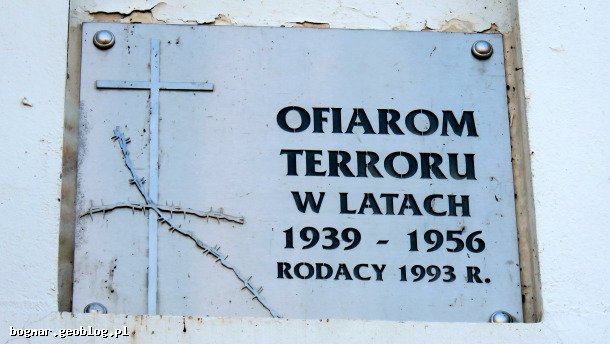 OFIAROM
TERRORU
W LATACH
1939 - 1956
RODACY 1993 R.
bognar.geoblog.pl